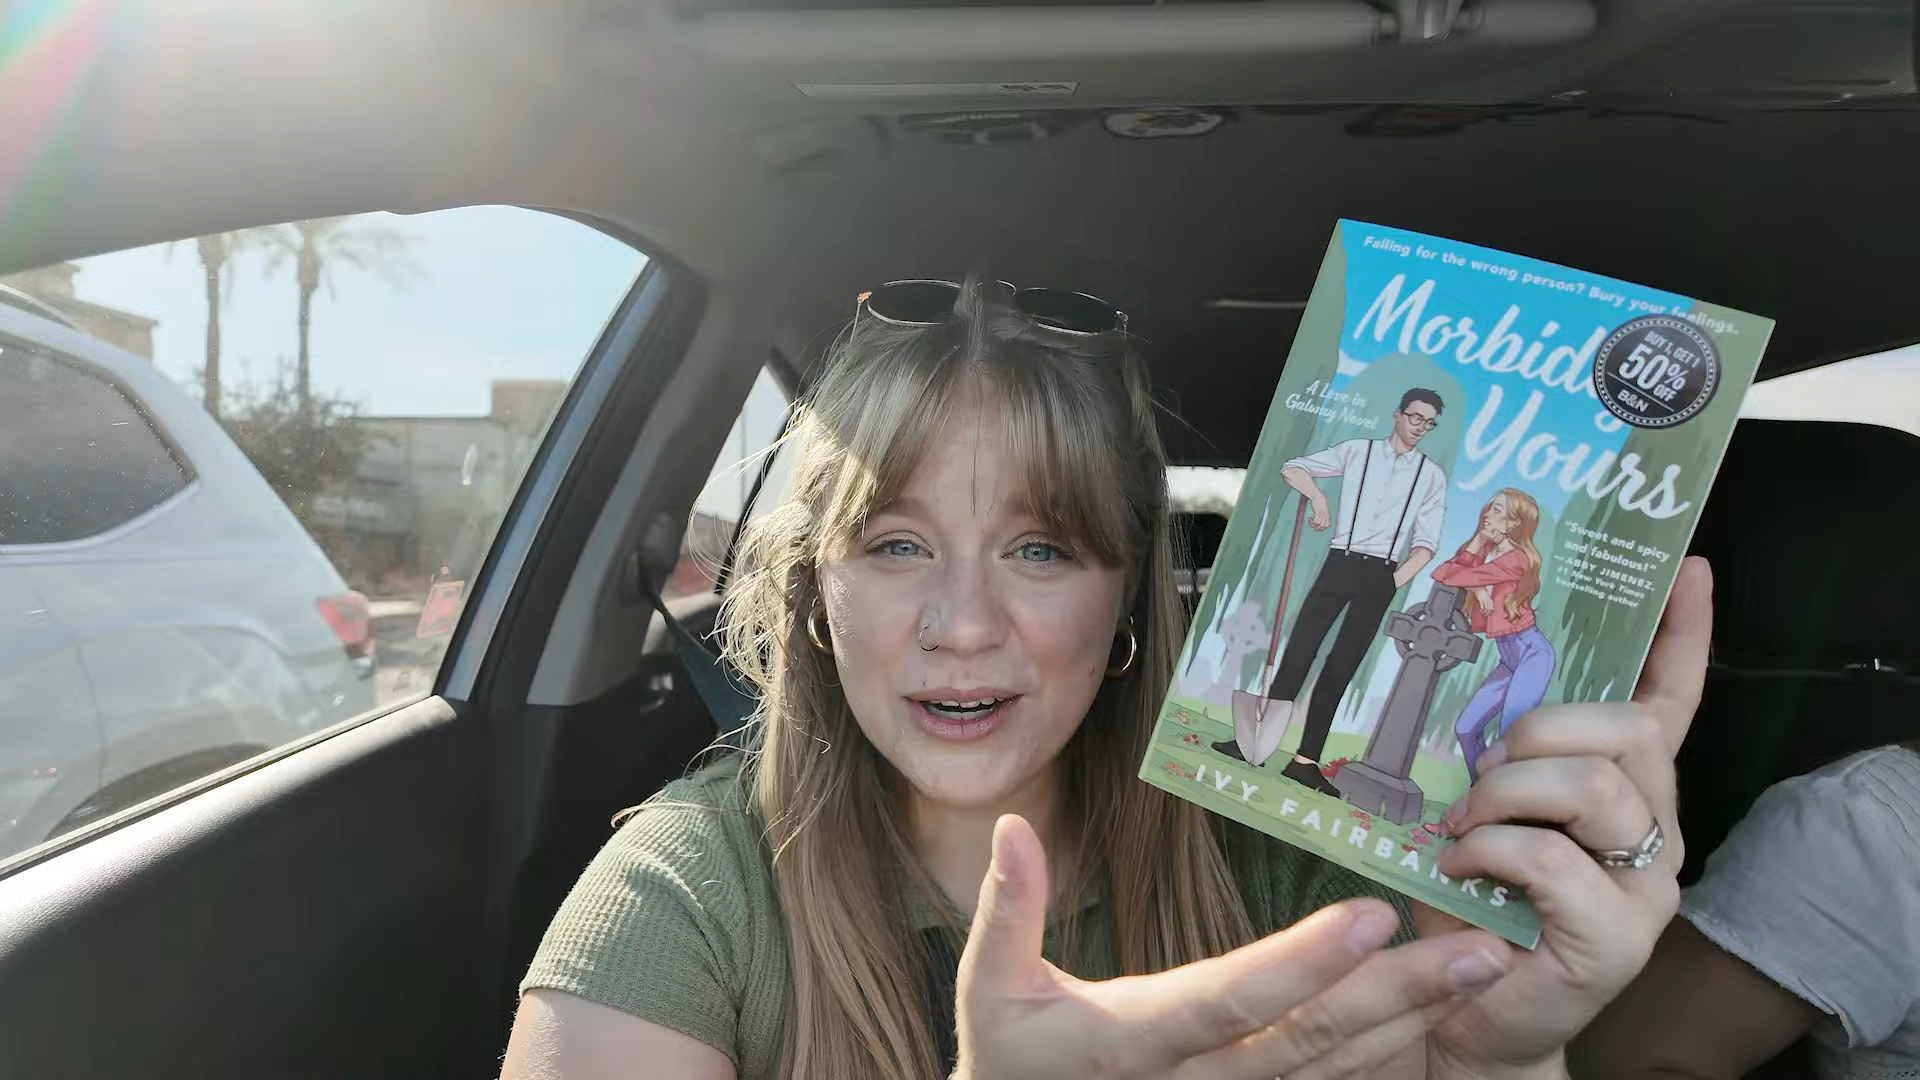 Falling for the wrong person? Bury your feelings.
Morbidly
Yours
BUY 1, GET 1
50%
OFF
B&N
A Love in
Galway Novel
"Sweet and spicy
and fabulous!"
—ABBY JIMENEZ,
#1 New York Times
bestselling author
IVY FAIRBANKS